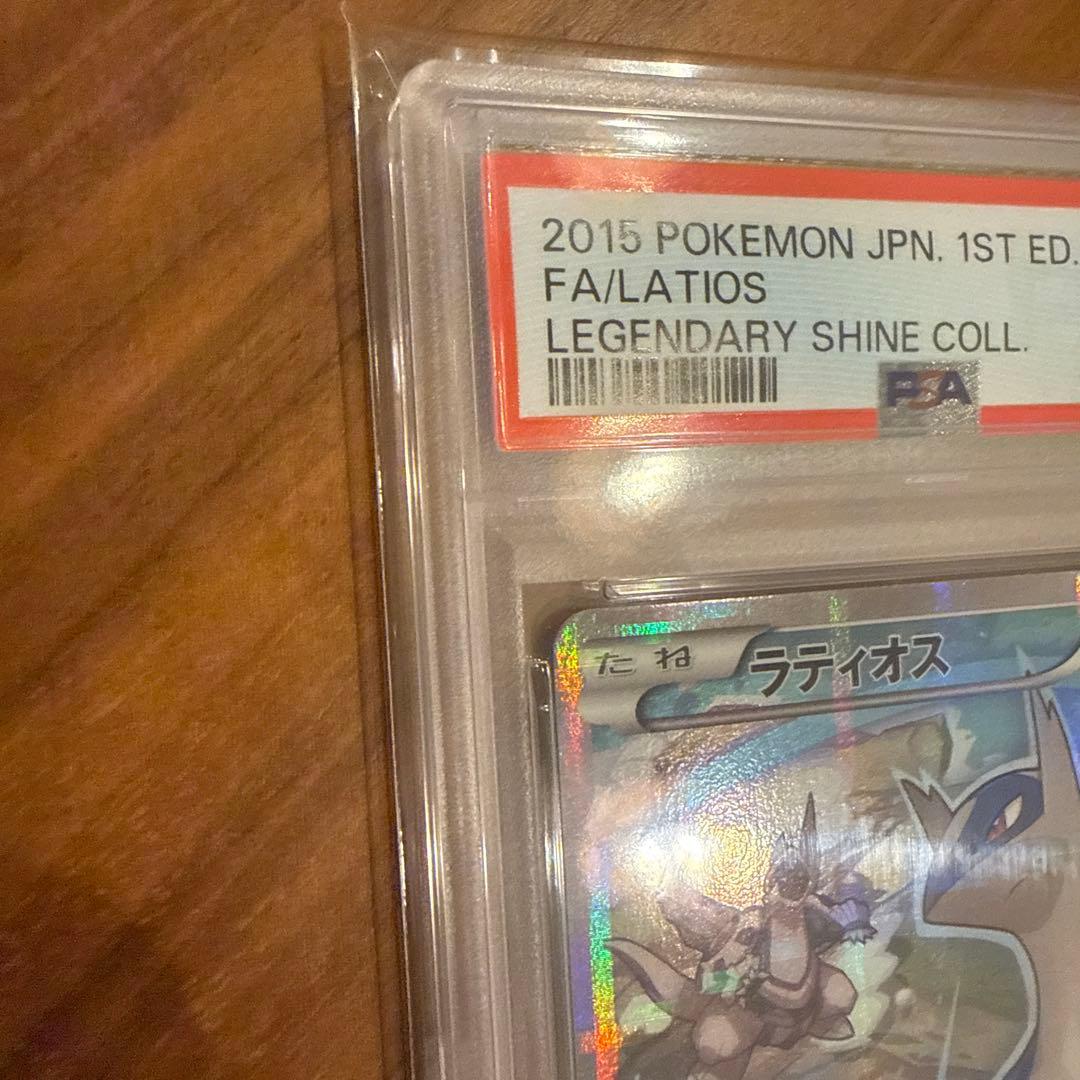 2015 POKEMON JPN. 1ST ED.
FA/LATIOS
LEGENDARY SHINE COLL.
PSA
たね ラティオス